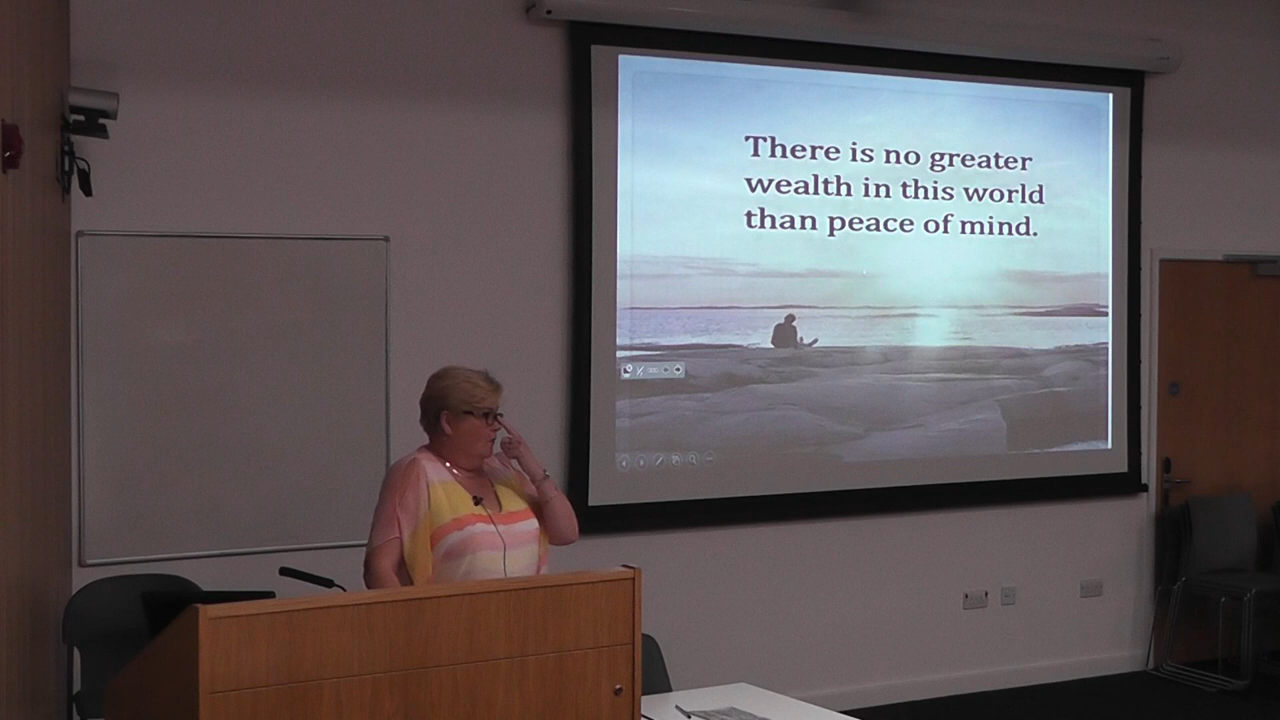 There is no greater
wealth in this world
than peace of mind.